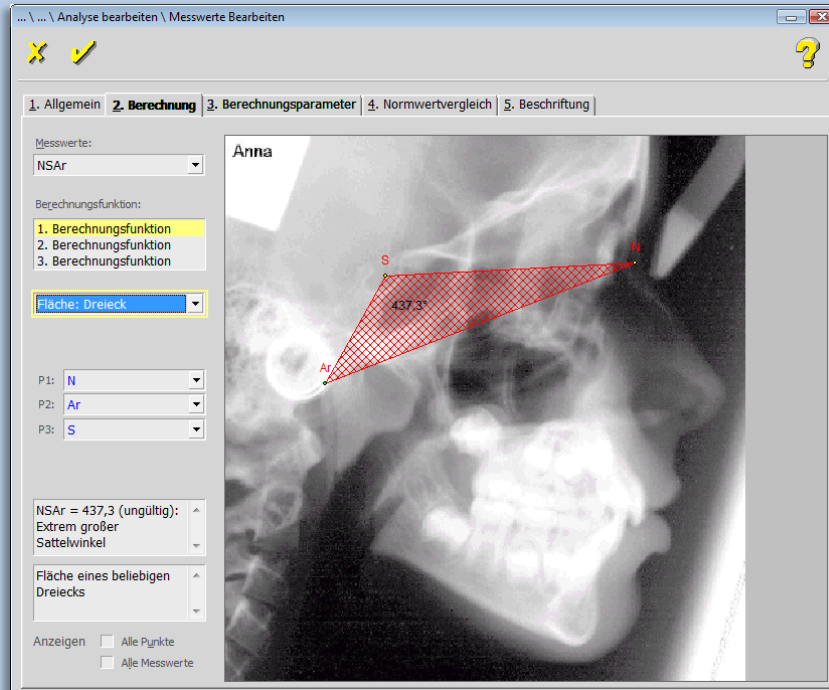 ... \ ... \ Analyse bearbeiten \ Messwerte Bearbeiten
1. Allgemein
2. Berechnung
3. Berechnungsparameter
4. Normwertvergleich
5. Beschriftung
Messwerte:
NSAr
Berechnungsfunktion:
1. Berechnungsfunktion
2. Berechnungsfunktion
3. Berechnungsfunktion
Fläche: Dreieck
P1: N
P2: Ar
P3: S
NSAr = 437,3 (ungültig):
Extrem großer
Sattelwinkel
Fläche eines beliebigen
Dreiecks
Anzeigen
Alle Punkte
Alle Messwerte
Anna
S
N
437,3°
Ar